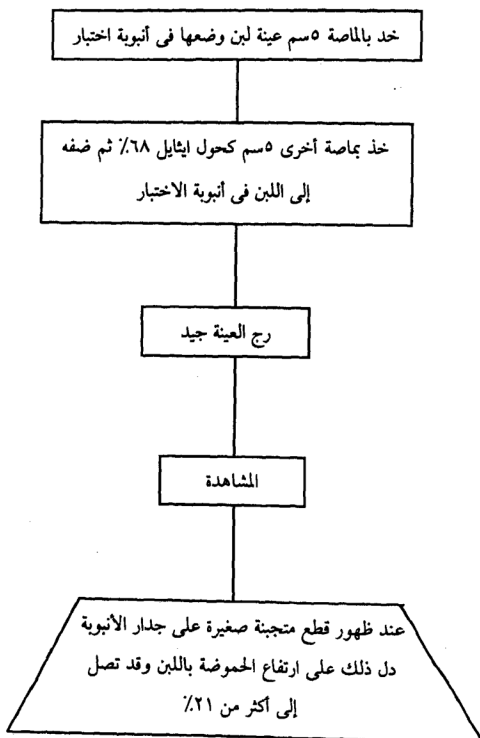 خد بالماصة ٥سم عينة لبن وضعها فى أنبوبة اختبار
خذ بماصة أخرى ٥سم كحول ايثايل ٦٨٪ ثم ضفه
إلى اللبن فى أنبوبة الاختبار
رج العينة جيد
المشاهدة
عند ظهور قطع متجبنة صغيرة على جدار الأنبوبة
دل ذلك على ارتفاع الحموضة باللبن وقد تصل
إلى أكثر من ٢١٪